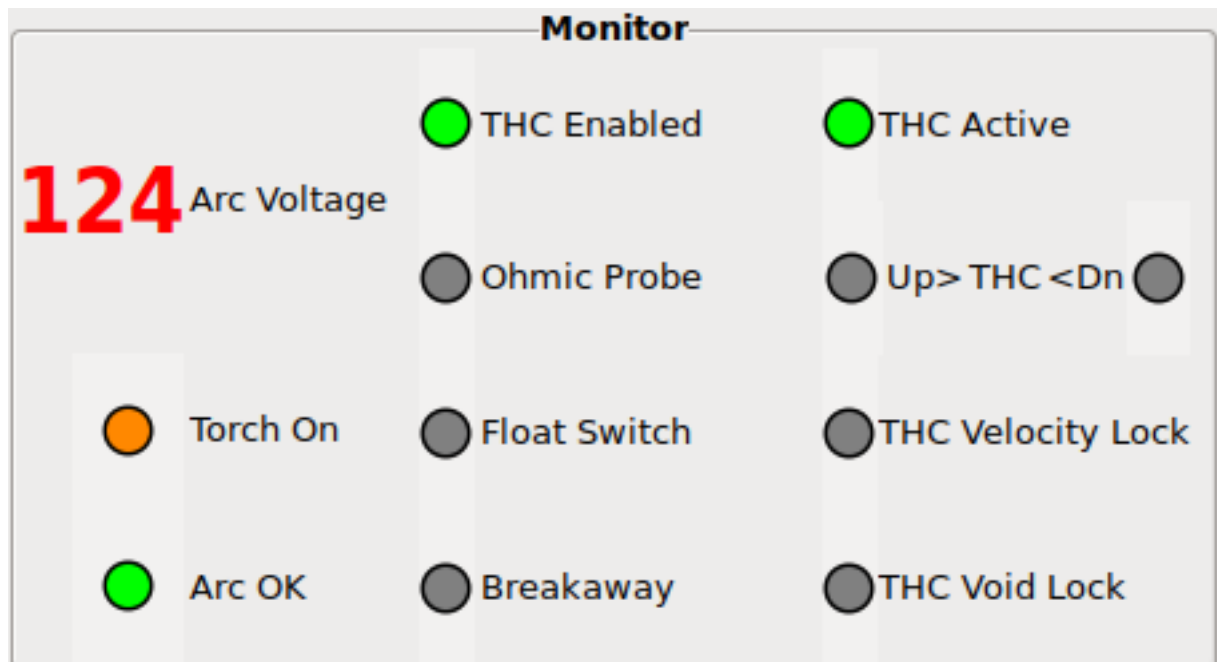 Monitor
THC Enabled
THC Active
124 Arc Voltage
Ohmic Probe
Up> THC <Dn
Torch On
Float Switch
THC Velocity Lock
Arc OK
Breakaway
THC Void Lock